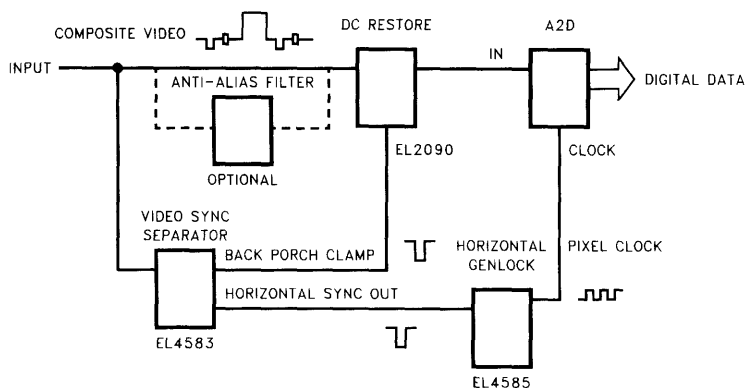 COMPOSITE VIDEO
DC RESTORE
A2D
INPUT
ANTI-ALIAS FILTER
IN
DIGITAL DATA
OPTIONAL
EL2090
CLOCK
VIDEO SYNC
SEPARATOR
BACK PORCH CLAMP
HORIZONTAL
GENLOCK
PIXEL CLOCK
HORIZONTAL SYNC OUT
EL4583
EL4585